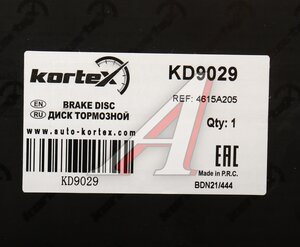 korteX
KD9029
REF: 4615A205
EN BRAKE DISC
RU ДИСК ТОРМОЗНОЙ
Qty: 1
www.auto-kortex.com
EAC
KD9029
Made in P.R.C.
BDN21/444